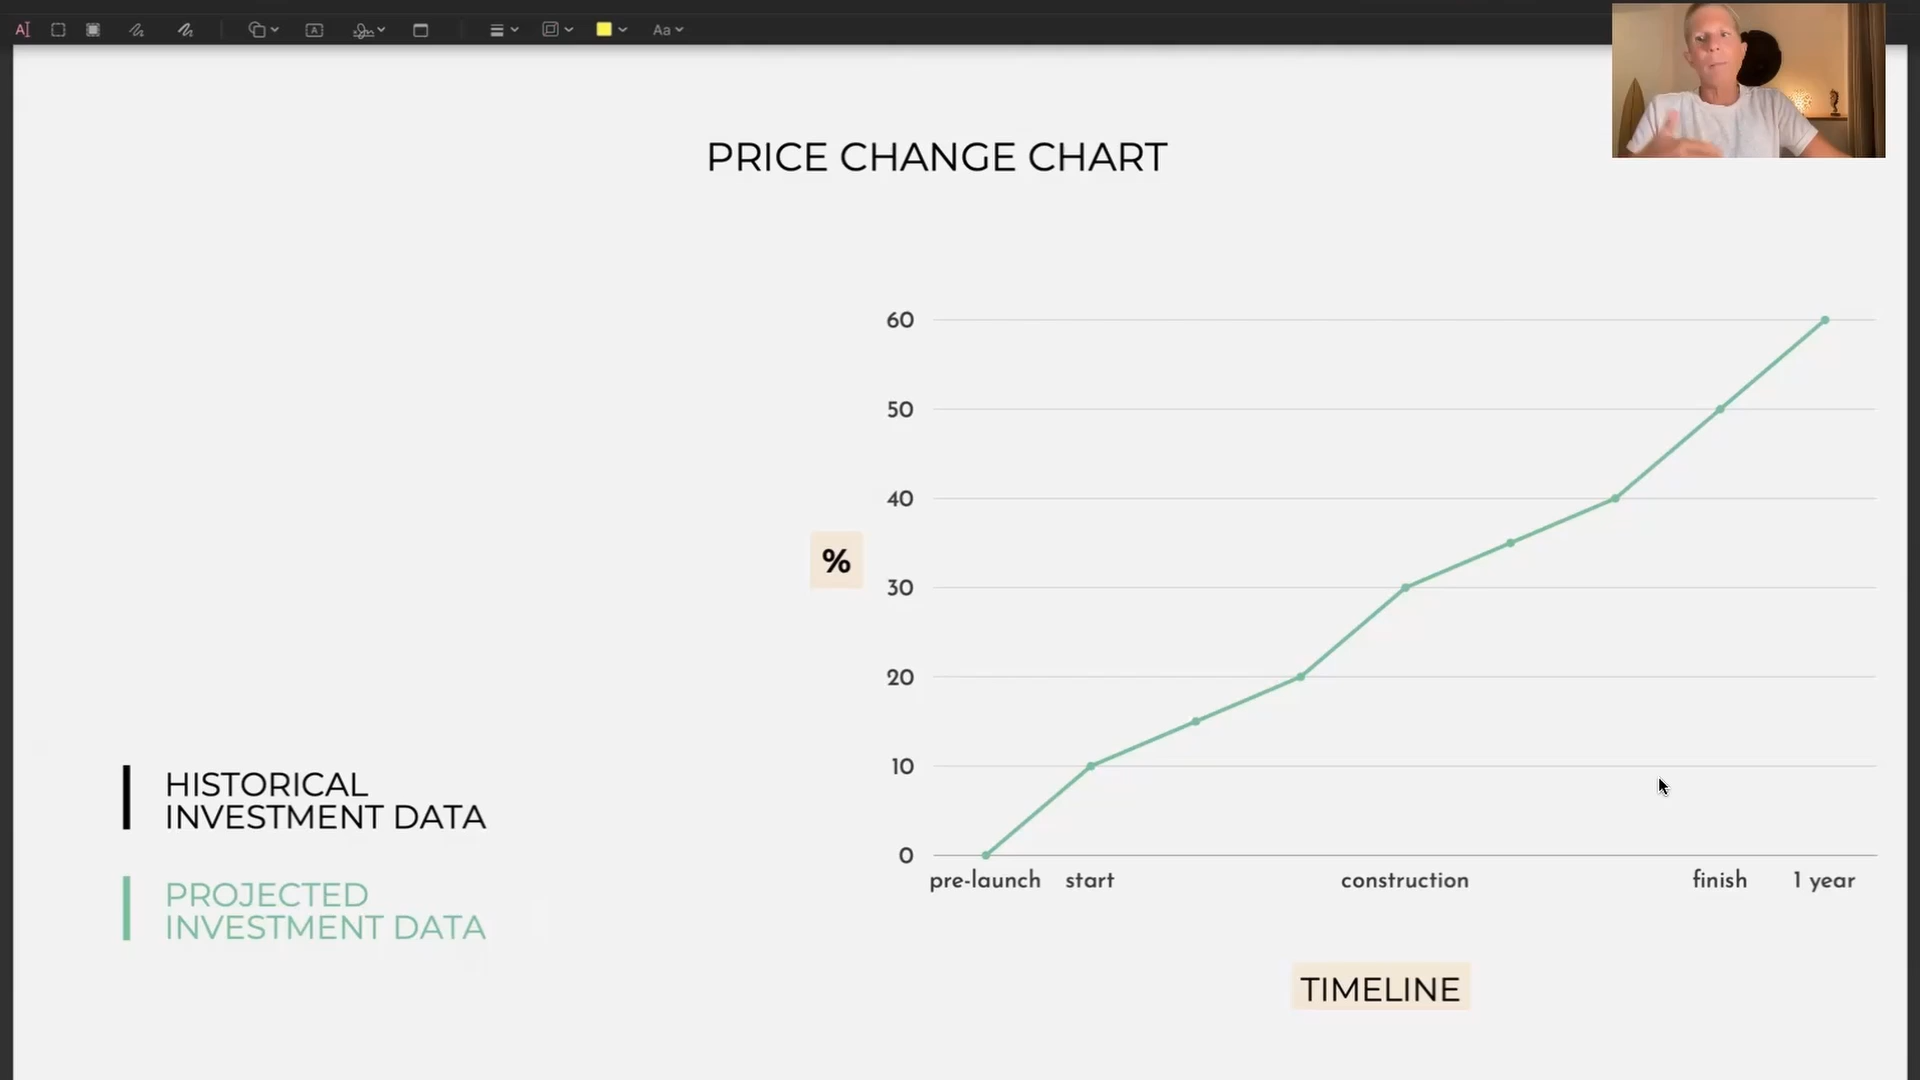 Aa
PRICE CHANGE CHART
60
50
40
%
30
20
10
0
pre-launch start construction finish 1 year
TIMELINE
HISTORICAL
INVESTMENT DATA
PROJECTED
INVESTMENT DATA